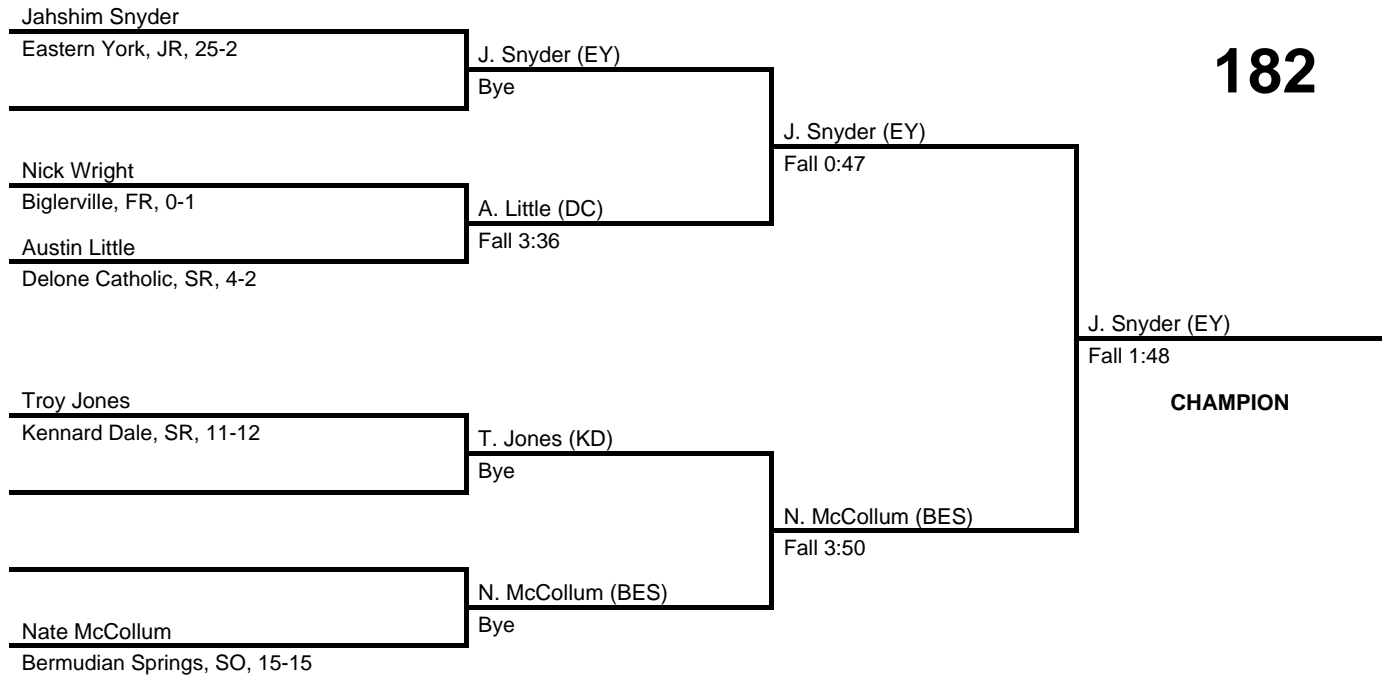 Jahshim Snyder
Eastern York, JR, 25-2
J. Snyder (EY)
Bye
182
J. Snyder (EY)
Fall 0:47
Nick Wright
Biglerville, FR, 0-1
A. Little (DC)
Fall 3:36
Austin Little
Delone Catholic, SR, 4-2
J. Snyder (EY)
Fall 1:48
CHAMPION
Troy Jones
Kennard Dale, SR, 11-12
T. Jones (KD)
Bye
N. McCollum (BES)
Fall 3:50
N. McCollum (BES)
Bye
Nate McCollum
Bermudian Springs, SO, 15-15